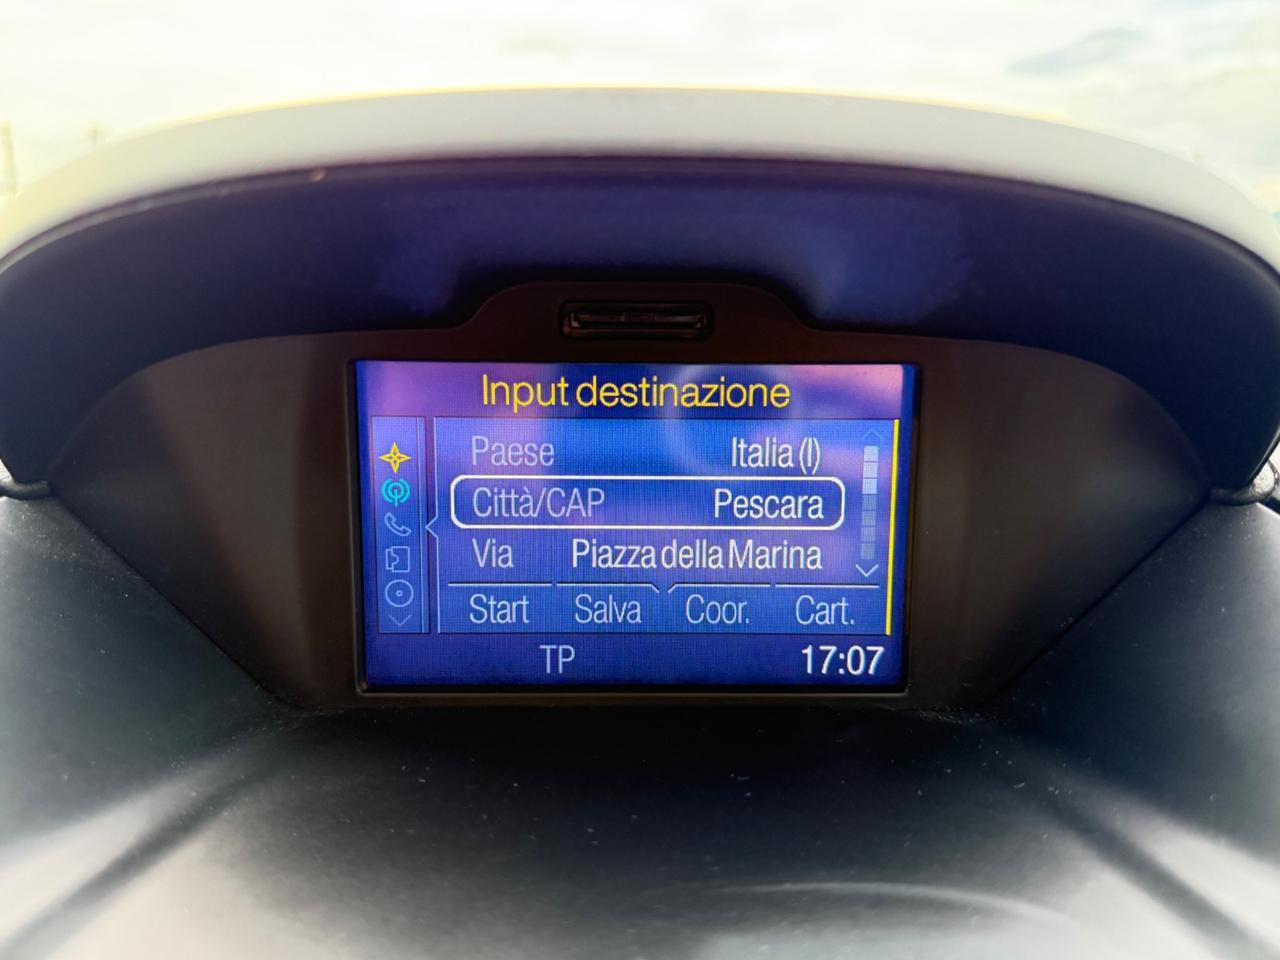 Input destinazione
Paese Italia (I)
Città/CAP Pescara
Via Piazza della Marina
Start Salva Coor. Cart.
TP 17:07